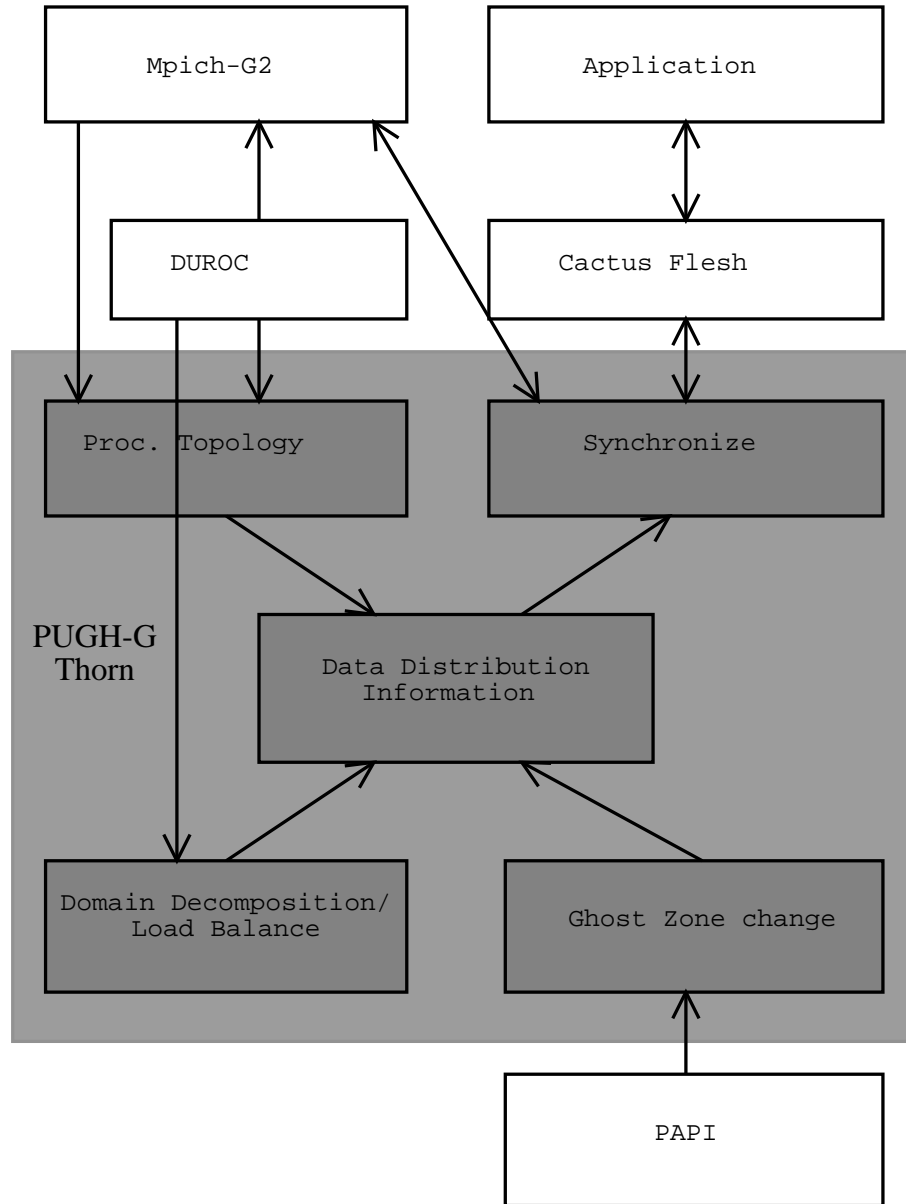 Mpich-G2
Application
DUROC
Cactus Flesh
Proc. Topology
Synchronize
PUGH-G
Thorn
Data Distribution
Information
Domain Decomposition/
Load Balance
Ghost Zone change
PAPI